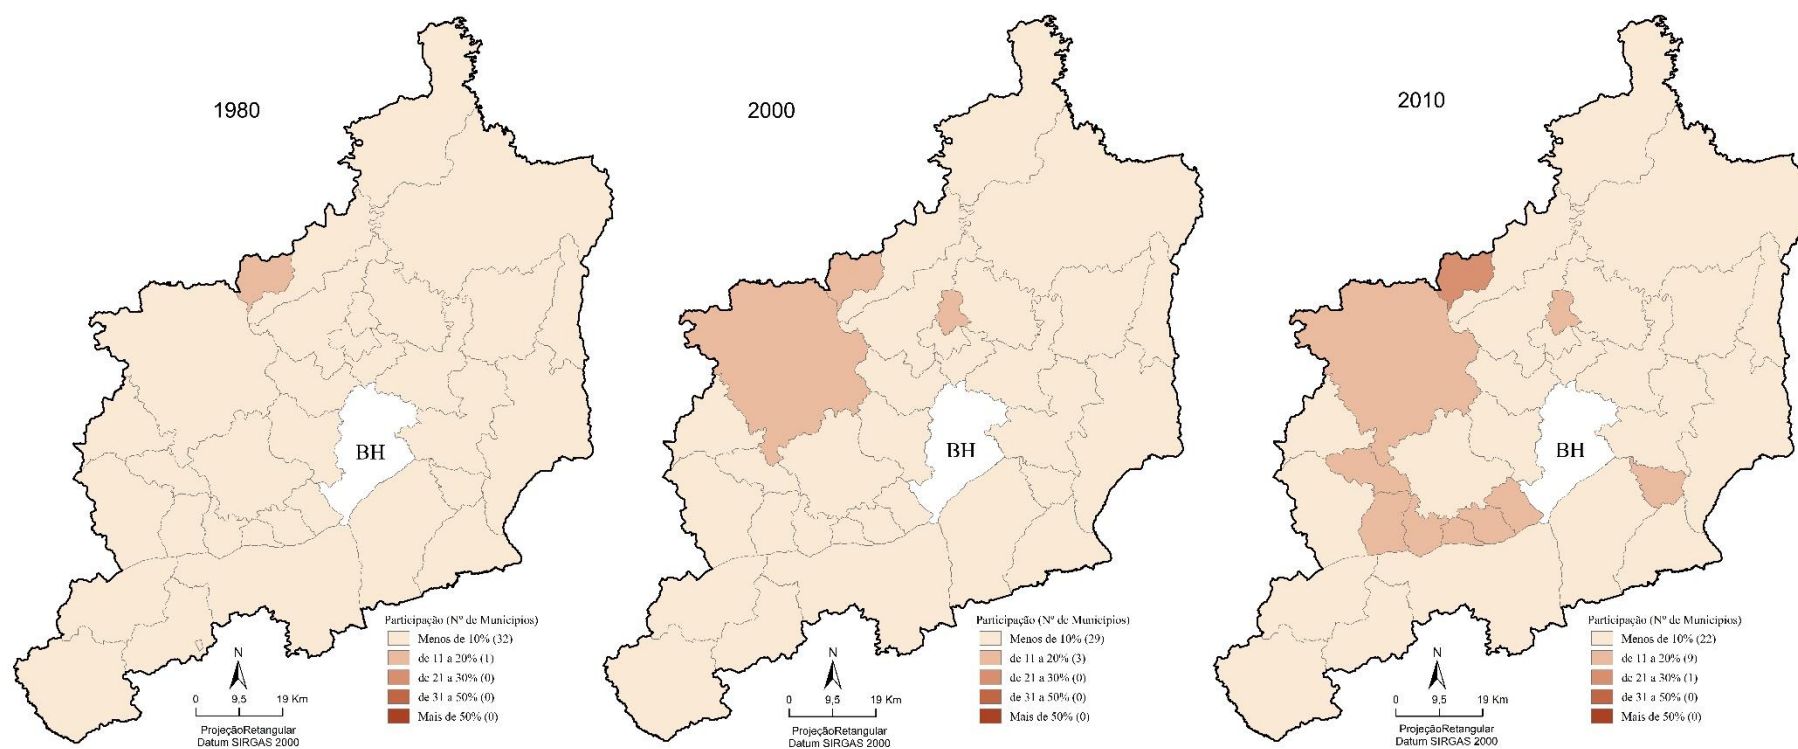 1980
BH
Participação (Nº de Municípios)
Menos de 10% (32)
de 11 a 20% (1)
de 21 a 30% (0)
de 31 a 50% (0)
Mais de 50% (0)
N
0 9,5 19 Km
ProjeçãoRetangular
Datum SIRGAS 2000
2000
BH
Participação (Nº de Municípios)
Menos de 10% (29)
de 11 a 20% (3)
de 21 a 30% (0)
de 31 a 50% (0)
Mais de 50% (0)
N
0 9,5 19 Km
ProjeçãoRetangular
Datum SIRGAS 2000
2010
BH
Participação (Nº de Municípios)
Menos de 10% (22)
de 11 a 20% (9)
de 21 a 30% (1)
de 31 a 50% (0)
Mais de 50% (0)
N
0 9,5 19 Km
ProjeçãoRetangular
Datum SIRGAS 2000